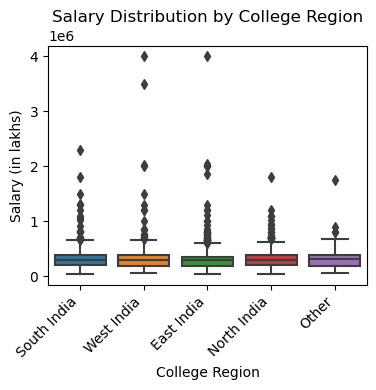 Salary Distribution by College Region
1e6
4
3
2
1
0
Salary (in lakhs)
South India
West India
East India
North India
Other
College Region